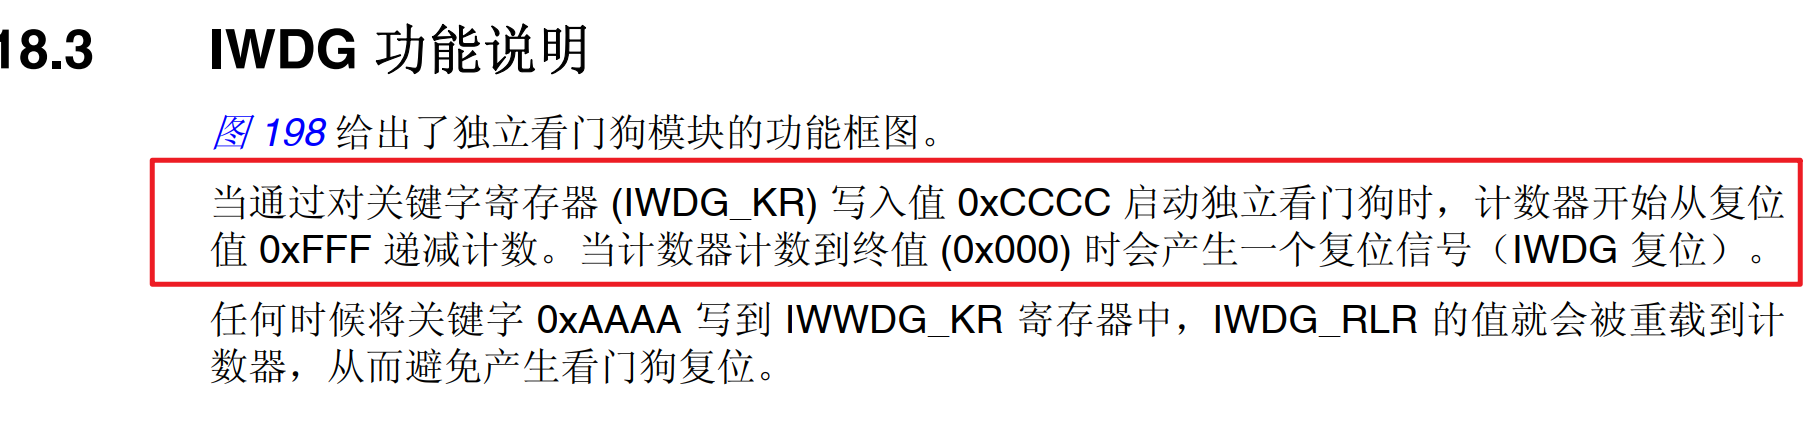 18.3 IWDG 功能说明
图 198 给出了独立看门狗模块的功能框图。
当通过对关键字寄存器 (IWDG_KR) 写入值 0xCCCC 启动独立看门狗时，计数器开始从复位
值 0xFFF 递减计数。当计数器计数到终值 (0x000) 时会产生一个复位信号（IWDG 复位）。
任何时候将关键字 0xAAAA 写到 IWWDG_KR 寄存器中，IWDG_RLR 的值就会被重载到计
数器，从而避免产生看门狗复位。